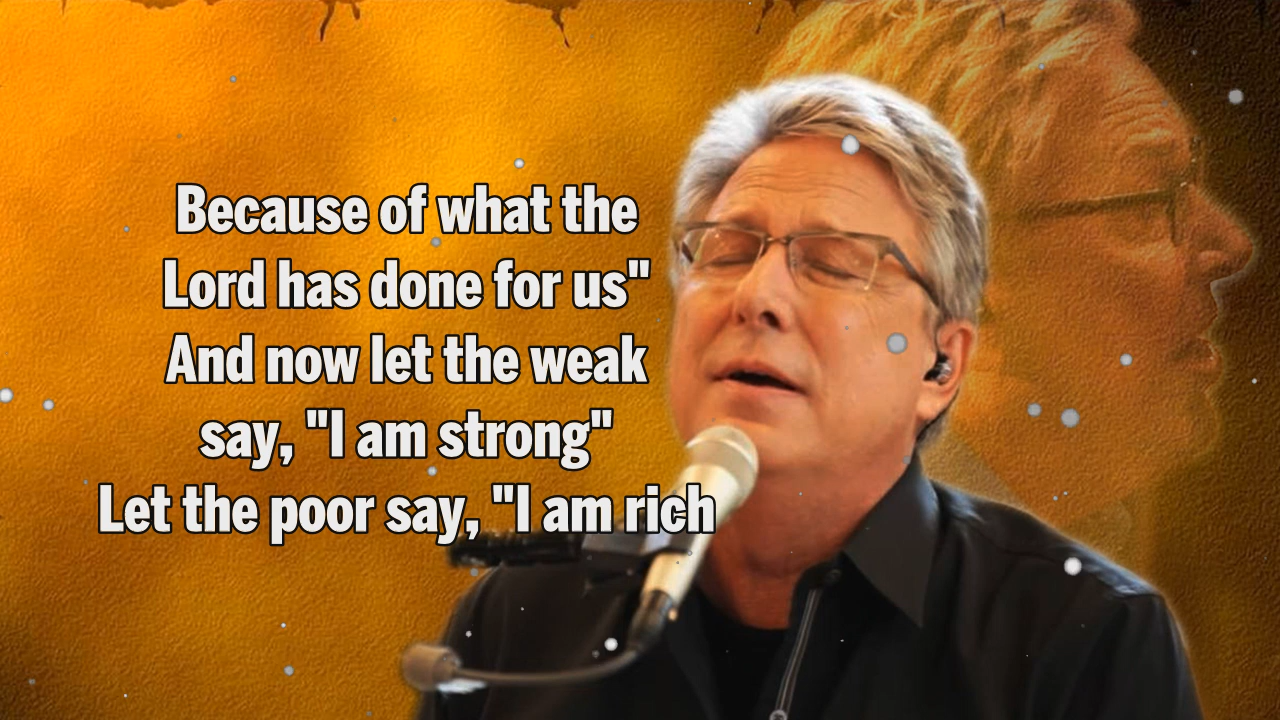 Because of what the
Lord has done for us"
And now let the weak
say, "I am strong"
Let the poor say, "I am rich